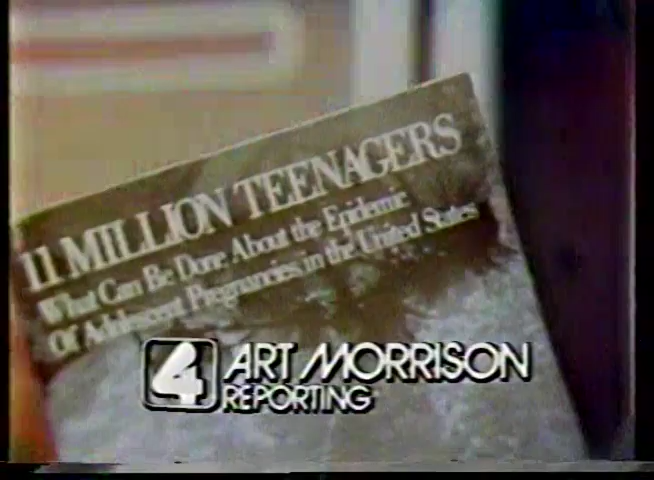 11 MILLION TEENAGERS
What Can Be Done About the Epidemic
Of Adolescent Pregnancies in the United States
4 ART MORRISON
REPORTING